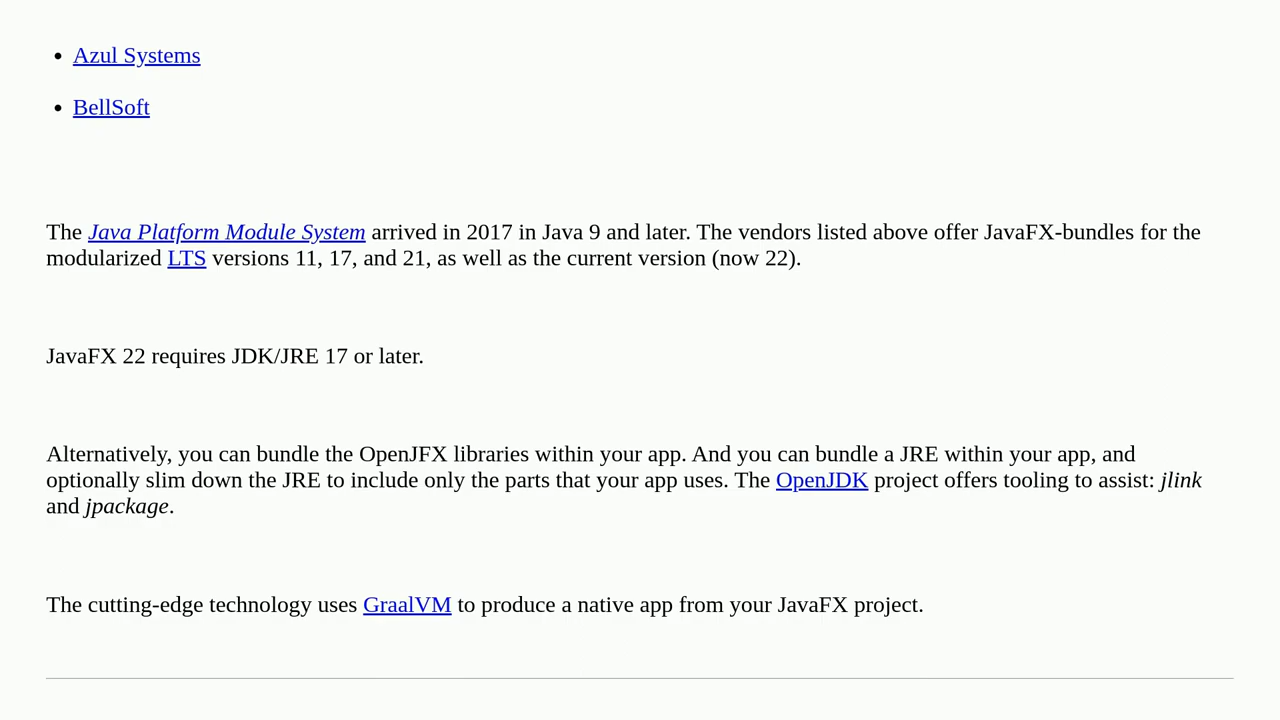 • Azul Systems
• BellSoft
The Java Platform Module System arrived in 2017 in Java 9 and later. The vendors listed above offer JavaFX-bundles for the
modularized LTS versions 11, 17, and 21, as well as the current version (now 22).
JavaFX 22 requires JDK/JRE 17 or later.
Alternatively, you can bundle the OpenJFX libraries within your app. And you can bundle a JRE within your app, and
optionally slim down the JRE to include only the parts that your app uses. The OpenJDK project offers tooling to assist: jlink
and jpackage.
The cutting-edge technology uses GraalVM to produce a native app from your JavaFX project.